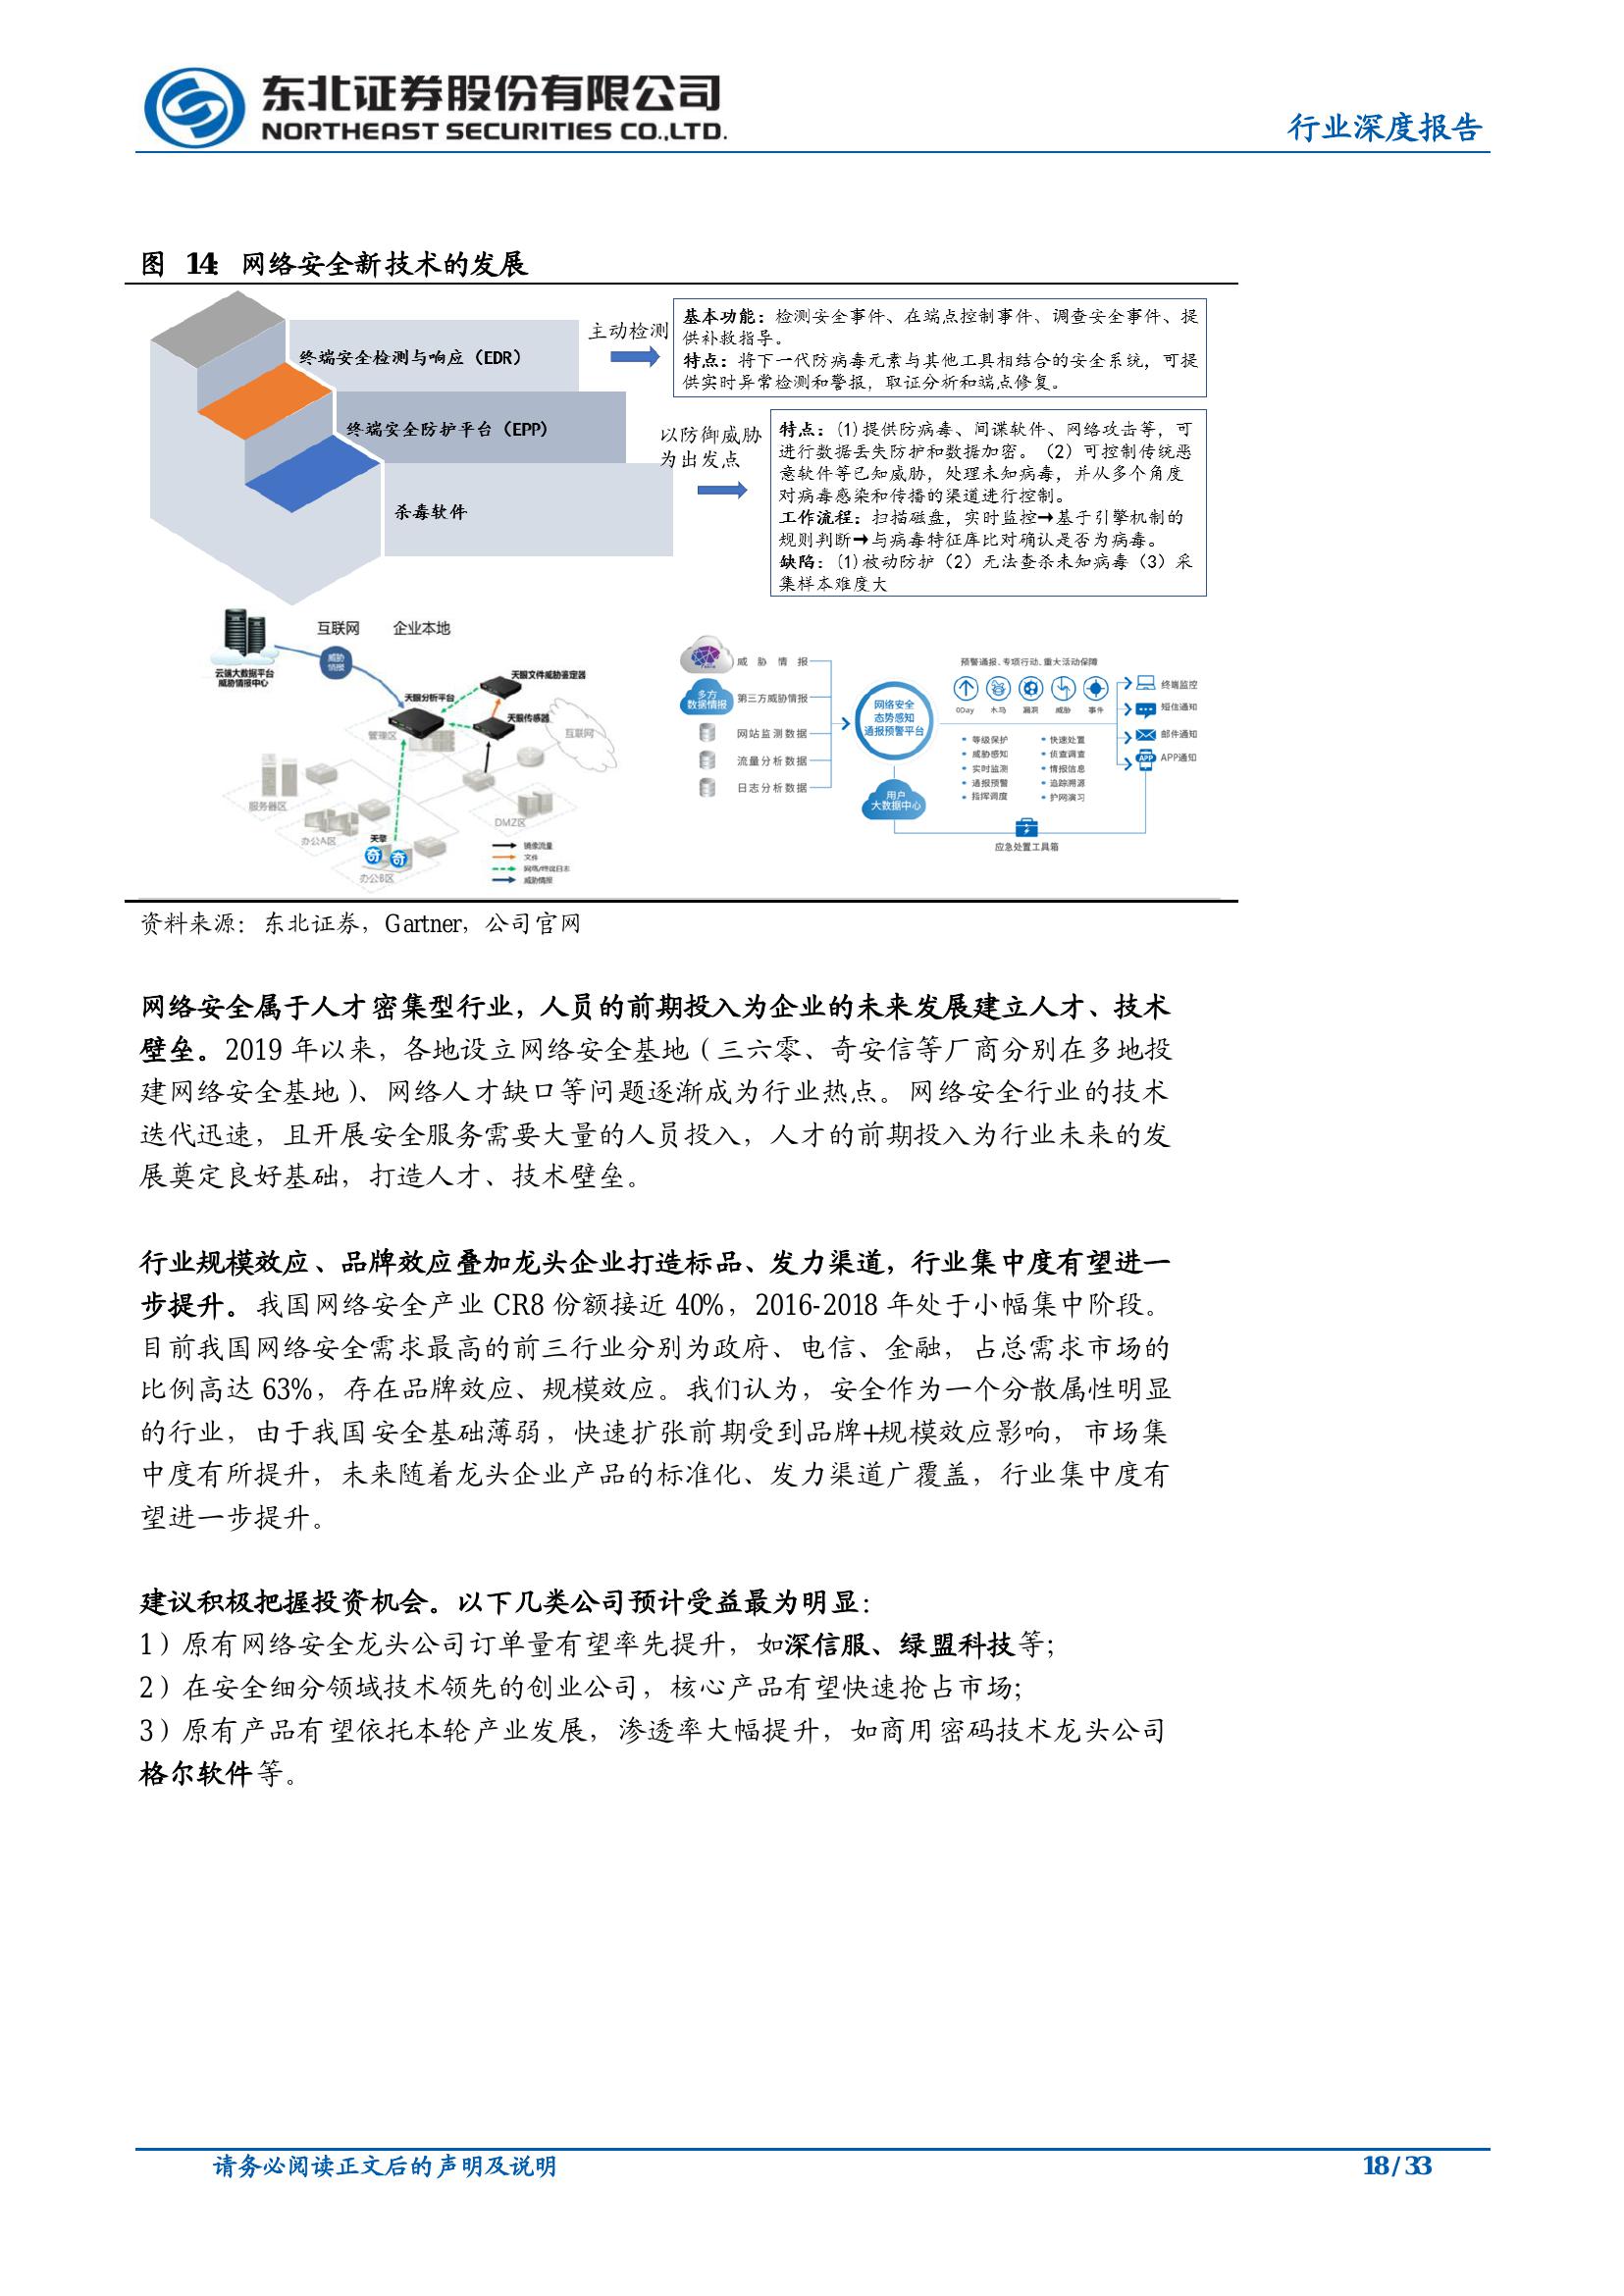 东北证券股份有限公司
NORTHEAST SECURITIES CO.,LTD.
行业深度报告
图 14: 网络安全新技术的发展
终端安全检测与响应（EDR）
主动检测
基本功能：检测安全事件、在端点控制事件、调查安全事件、提
供补救指导。
特点：将下一代防病毒元素与其他工具相结合的安全系统，可提
供实时异常检测和警报，取证分析和端点修复。
终端安全防护平台（EPP）
以防御威胁
为出发点
杀毒软件
特点：(1)提供防病毒、间谍软件、网络攻击等，可
进行数据丢失防护和数据加密。（2）可控制传统恶
意软件等已知威胁，处理未知病毒，并从多个角度
对病毒感染和传播的渠道进行控制。
工作流程：扫描磁盘，实时监控→基于引擎机制的
规则判断→与病毒特征库比对确认是否为病毒。
缺陷：(1)被动防护（2）无法查杀未知病毒（3）采
集样本难度大
互联网 企业本地
威胁
情报
云端大数据平台
威胁情报中心
天眼文件威胁鉴定器
天眼分析平台
天眼传感器
管理区
互联网
服务器区
DMZ区
办公A区
天擎
奇 奇
办公B区
镜像流量
文件
网络/终端日志
威胁情报
威胁情报
多方
数据情报
第三方威胁情报
网站监测数据
流量分析数据
日志分析数据
网络安全
态势感知
通报预警平台
用户
大数据中心
预警通报、专项行动、重大活动保障
0Day 木马 漏洞 威胁 事件
• 等级保护 • 快速处置
• 威胁感知 • 侦查调查
• 实时监测 • 情报信息
• 通报预警 • 追踪溯源
• 指挥调度 • 护网演习
终端监控
短信通知
邮件通知
APP APP通知
应急处置工具箱
资料来源：东北证券，Gartner，公司官网
网络安全属于人才密集型行业，人员的前期投入为企业的未来发展建立人才、技术
壁垒。2019 年以来，各地设立网络安全基地（三六零、奇安信等厂商分别在多地投
建网络安全基地）、网络人才缺口等问题逐渐成为行业热点。网络安全行业的技术
迭代迅速，且开展安全服务需要大量的人员投入，人才的前期投入为行业未来的发
展奠定良好基础，打造人才、技术壁垒。
行业规模效应、品牌效应叠加龙头企业打造标品、发力渠道，行业集中度有望进一
步提升。我国网络安全产业 CR8 份额接近 40%，2016-2018 年处于小幅集中阶段。
目前我国网络安全需求最高的前三行业分别为政府、电信、金融，占总需求市场的
比例高达 63%，存在品牌效应、规模效应。我们认为，安全作为一个分散属性明显
的行业，由于我国安全基础薄弱，快速扩张前期受到品牌+规模效应影响，市场集
中度有所提升，未来随着龙头企业产品的标准化、发力渠道广覆盖，行业集中度有
望进一步提升。
建议积极把握投资机会。以下几类公司预计受益最为明显：
1）原有网络安全龙头公司订单量有望率先提升，如深信服、绿盟科技等；
2）在安全细分领域技术领先的创业公司，核心产品有望快速抢占市场；
3）原有产品有望依托本轮产业发展，渗透率大幅提升，如商用密码技术龙头公司
格尔软件等。
请务必阅读正文后的声明及说明
18 / 33